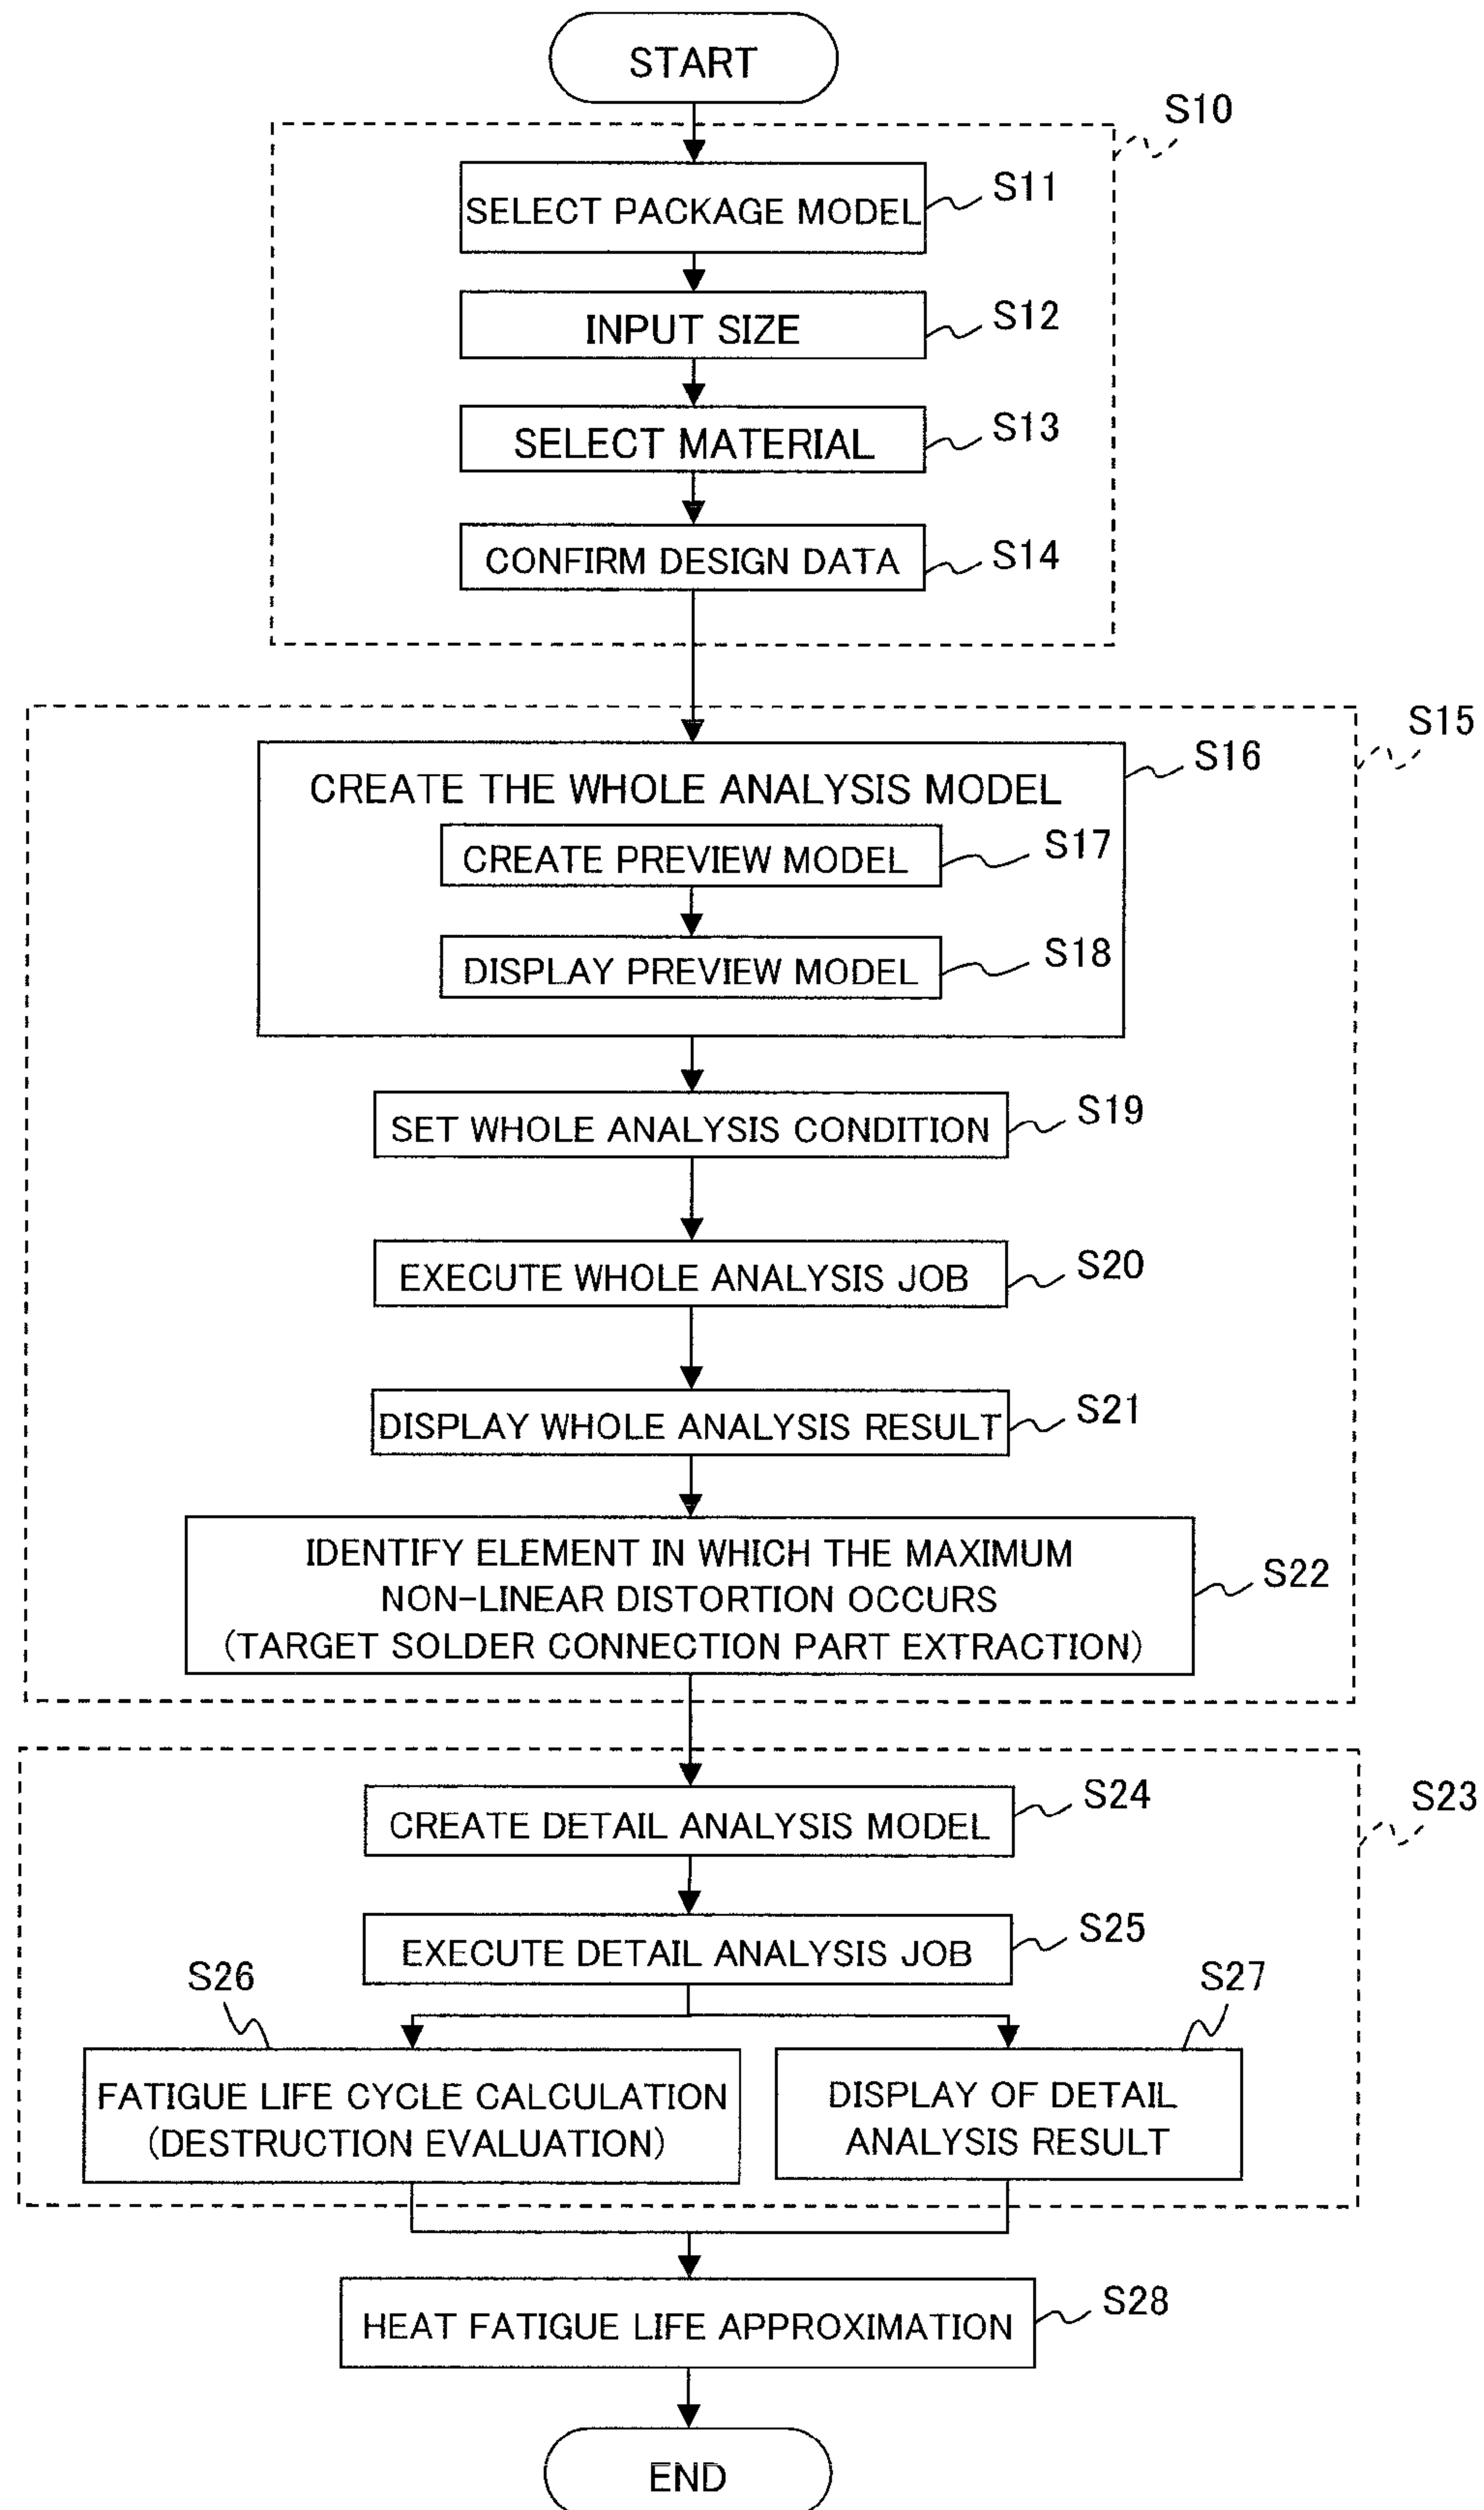 START
S10
SELECT PACKAGE MODEL
S11
INPUT SIZE
S12
SELECT MATERIAL
S13
CONFIRM DESIGN DATA
S14
S15
CREATE THE WHOLE ANALYSIS MODEL
S16
CREATE PREVIEW MODEL
S17
DISPLAY PREVIEW MODEL
S18
SET WHOLE ANALYSIS CONDITION
S19
EXECUTE WHOLE ANALYSIS JOB
S20
DISPLAY WHOLE ANALYSIS RESULT
S21
IDENTIFY ELEMENT IN WHICH THE MAXIMUM
NON-LINEAR DISTORTION OCCURS
(TARGET SOLDER CONNECTION PART EXTRACTION)
S22
S23
CREATE DETAIL ANALYSIS MODEL
S24
EXECUTE DETAIL ANALYSIS JOB
S25
S26
FATIGUE LIFE CYCLE CALCULATION
(DESTRUCTION EVALUATION)
S27
DISPLAY OF DETAIL
ANALYSIS RESULT
HEAT FATIGUE LIFE APPROXIMATION
S28
END